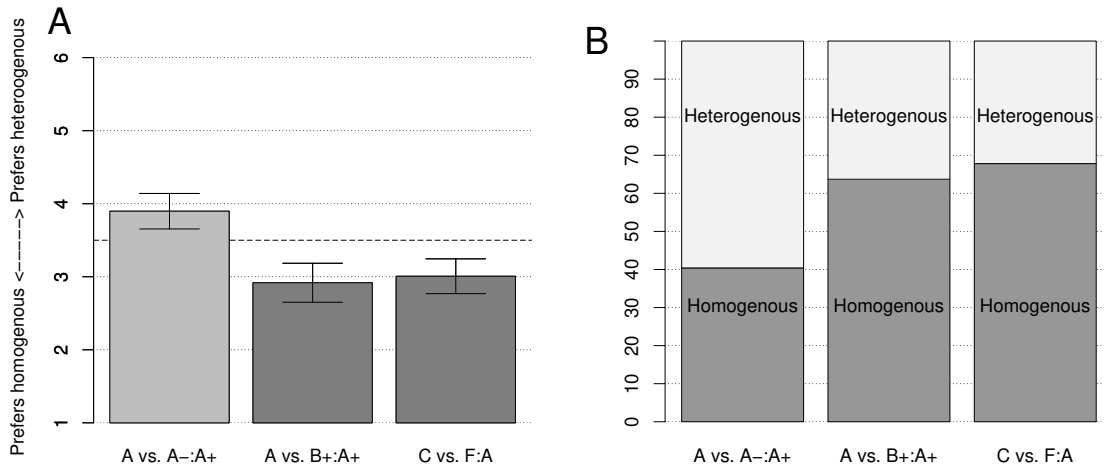 A
Prefers homogenous <------> Prefers heteroogenous
6
5
4
3
2
1
A vs. A−:A+ A vs. B+:A+ C vs. F:A
B
90
80
70
60
50
40
30
20
10
0
Heterogenous Heterogenous Heterogenous
Homogenous Homogenous Homogenous
A vs. A−:A+ A vs. B+:A+ C vs. F:A